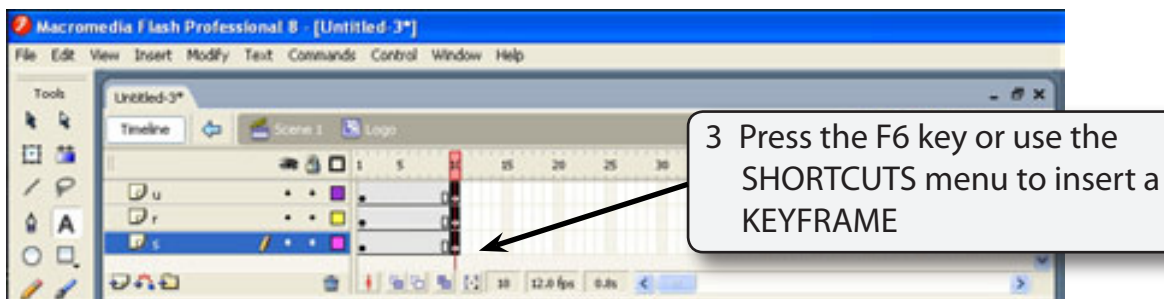 Macromedia Flash Professional 8 - [Untitled-3*]
File Edit View Insert Modify Text Commands Control Window Help
Tools
Untitled-3*
Timeline Scene 1 Logo
1 5 10 15 20 25 30
u
r
s
10 12.0 fps 0.8s
3 Press the F6 key or use the
SHORTCUTS menu to insert a
KEYFRAME